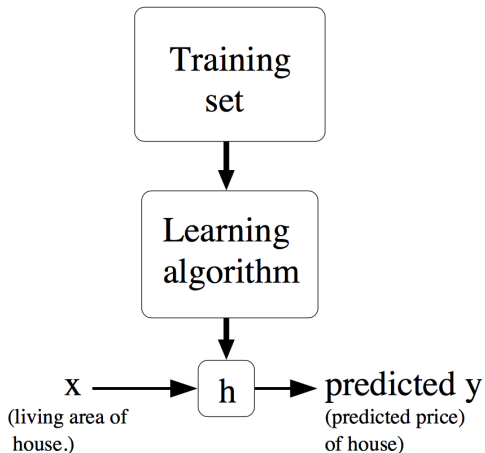 Training
set
Learning
algorithm
x
h
predicted y
(living area of
house.)
(predicted price)
of house)